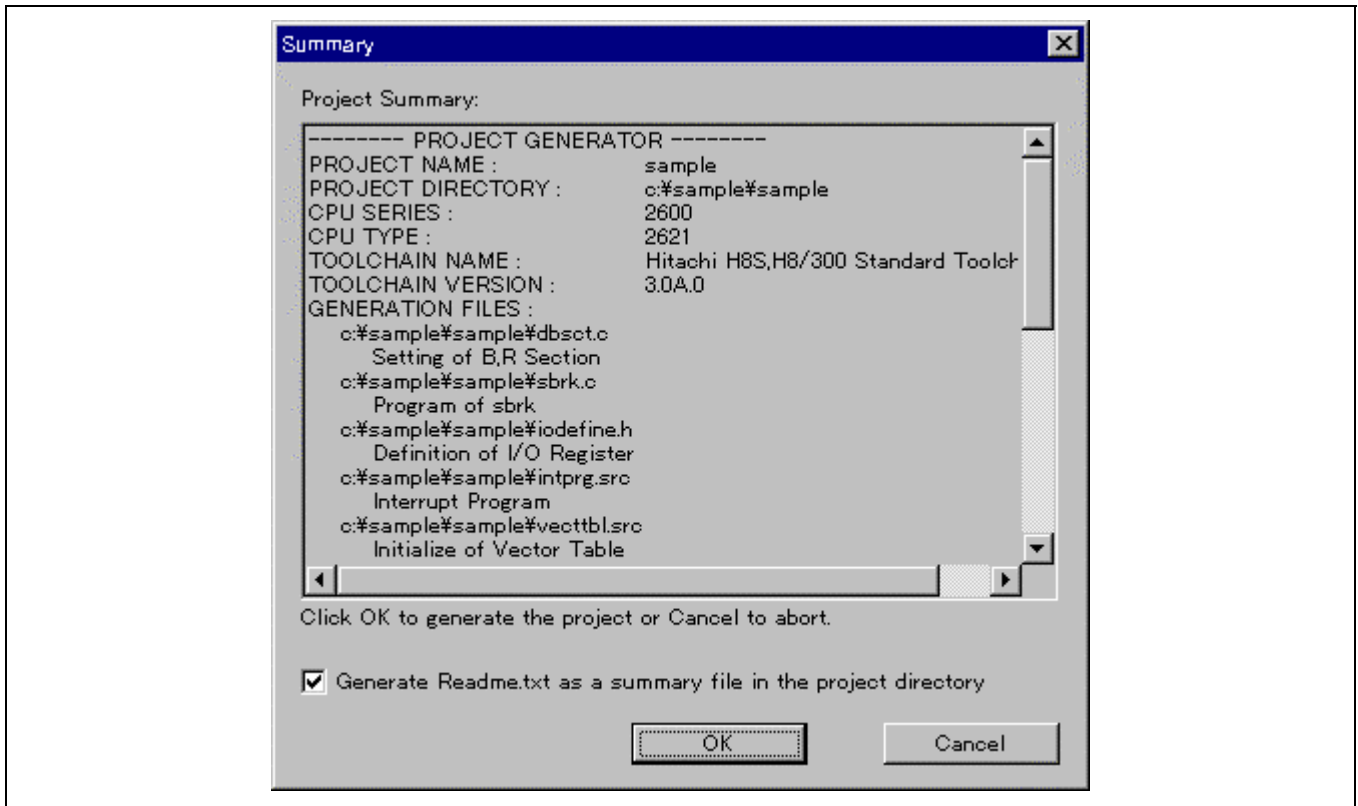 Summary
Project Summary:
-------- PROJECT GENERATOR --------
PROJECT NAME : sample
PROJECT DIRECTORY : c:¥sample¥sample
CPU SERIES : 2600
CPU TYPE : 2621
TOOLCHAIN NAME : Hitachi H8S,H8/300 Standard Toolch
TOOLCHAIN VERSION : 3.0A.0
GENERATION FILES :
c:¥sample¥sample¥dbsct.c
Setting of B,R Section
c:¥sample¥sample¥sbrk.c
Program of sbrk
c:¥sample¥sample¥iodefine.h
Definition of I/O Register
c:¥sample¥sample¥intprg.src
Interrupt Program
c:¥sample¥sample¥vecttbl.src
Initialize of Vector Table
Click OK to generate the project or Cancel to abort.
Generate Readme.txt as a summary file in the project directory
OK Cancel